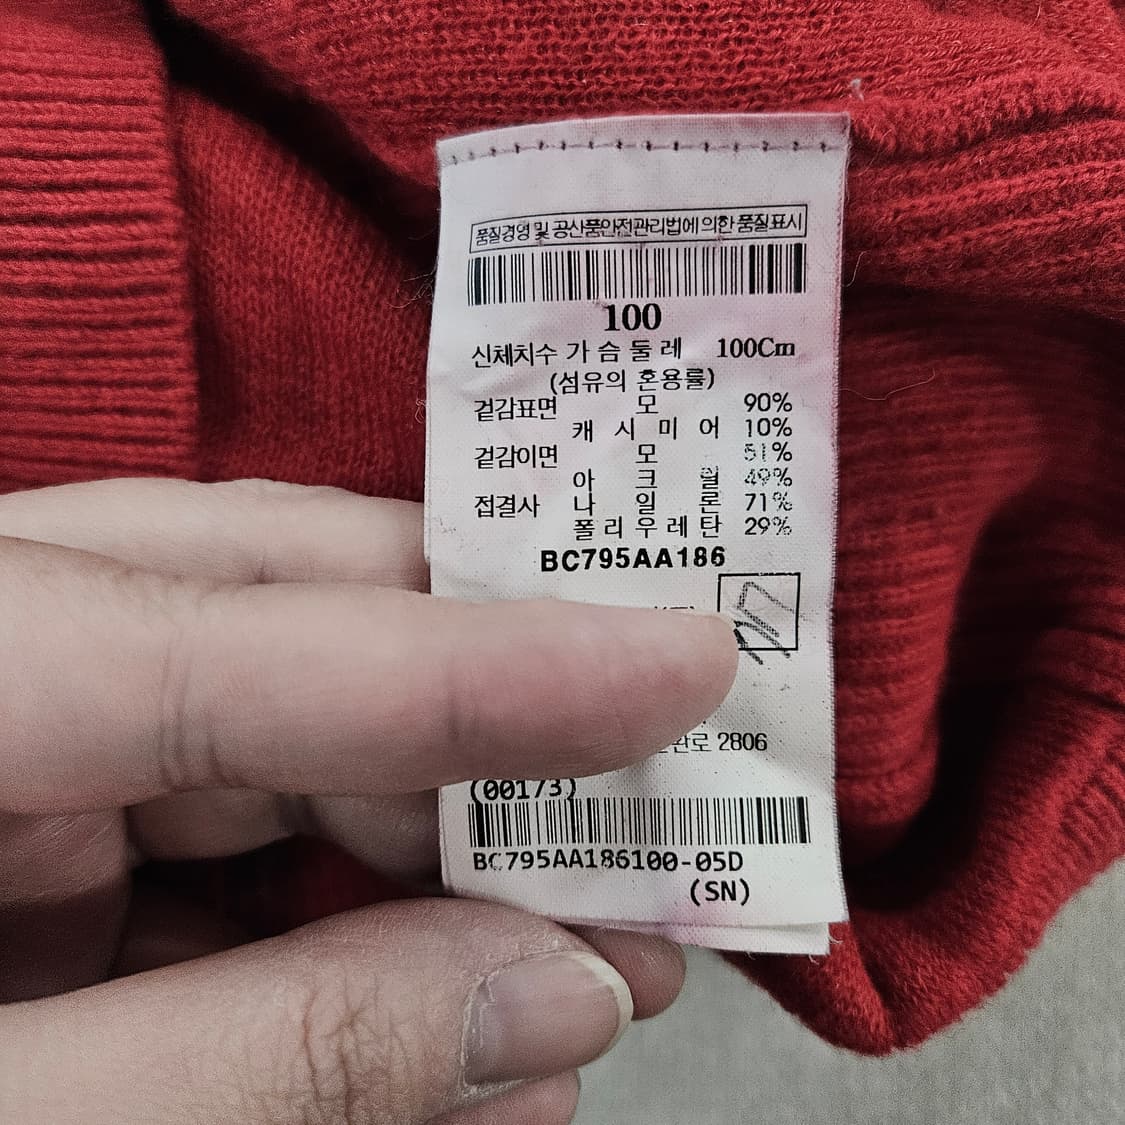 품질경영 및 공산품안전관리법에 의한 품질표시
100
신체치수 가 슴 둘 레 100Cm
(섬유의 혼용률)
겉감표면 모 90%
캐 시 미 어 10%
겉감이면 모 51%
아 크 릴 49%
접결사 나 일 론 71%
폴 리 우 레 탄 29%
BC795AA186
2806
(00173)
BC795AA186100-05D
(SN)